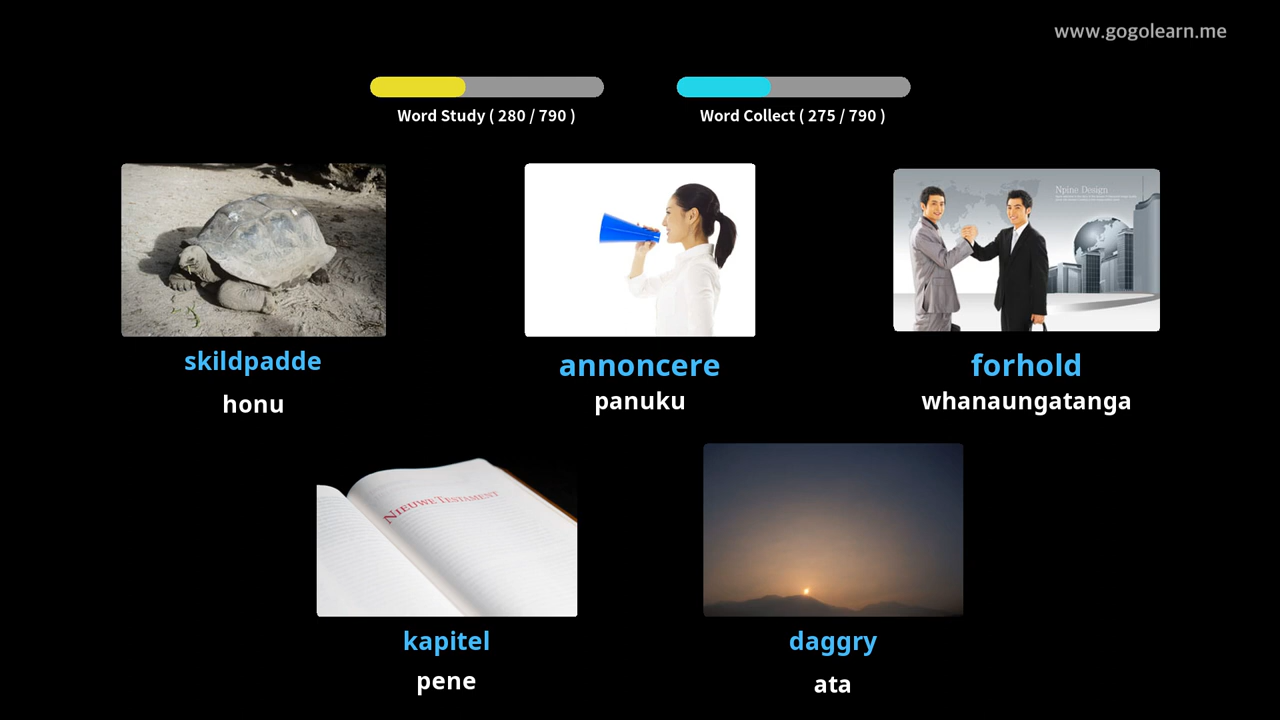 www.gogolearn.me
Word Study ( 280 / 790 )
Word Collect ( 275 / 790 )
Npine Design
skildpadde
honu
annoncere
panuku
forhold
whanaungatanga
NIEUWE TESTAMENT
kapitel
pene
daggry
ata